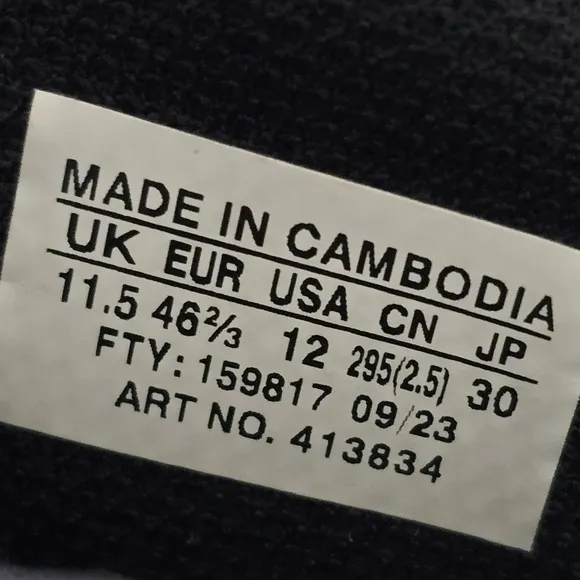 MADE IN CAMBODIA
UK EUR USA CN JP
11.5 46⅔ 12 295(2.5) 30
FTY: 159817 09/23
ART NO. 413834